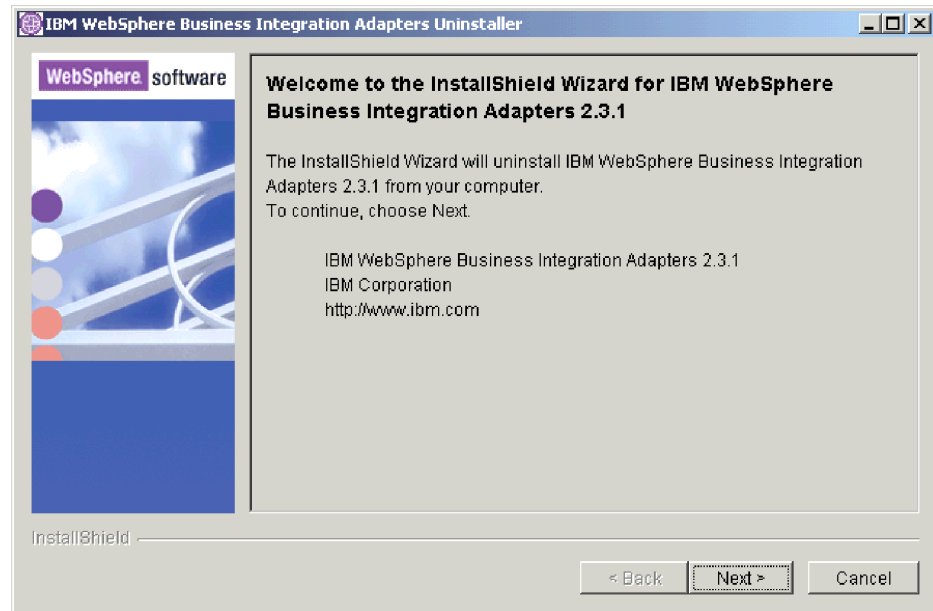 IBM WebSphere Business Integration Adapters Uninstaller
WebSphere software
Welcome to the InstallShield Wizard for IBM WebSphere
Business Integration Adapters 2.3.1
The InstallShield Wizard will uninstall IBM WebSphere Business Integration
Adapters 2.3.1 from your computer.
To continue, choose Next.
IBM WebSphere Business Integration Adapters 2.3.1
IBM Corporation
http://www.ibm.com
InstallShield
< Back Next > Cancel